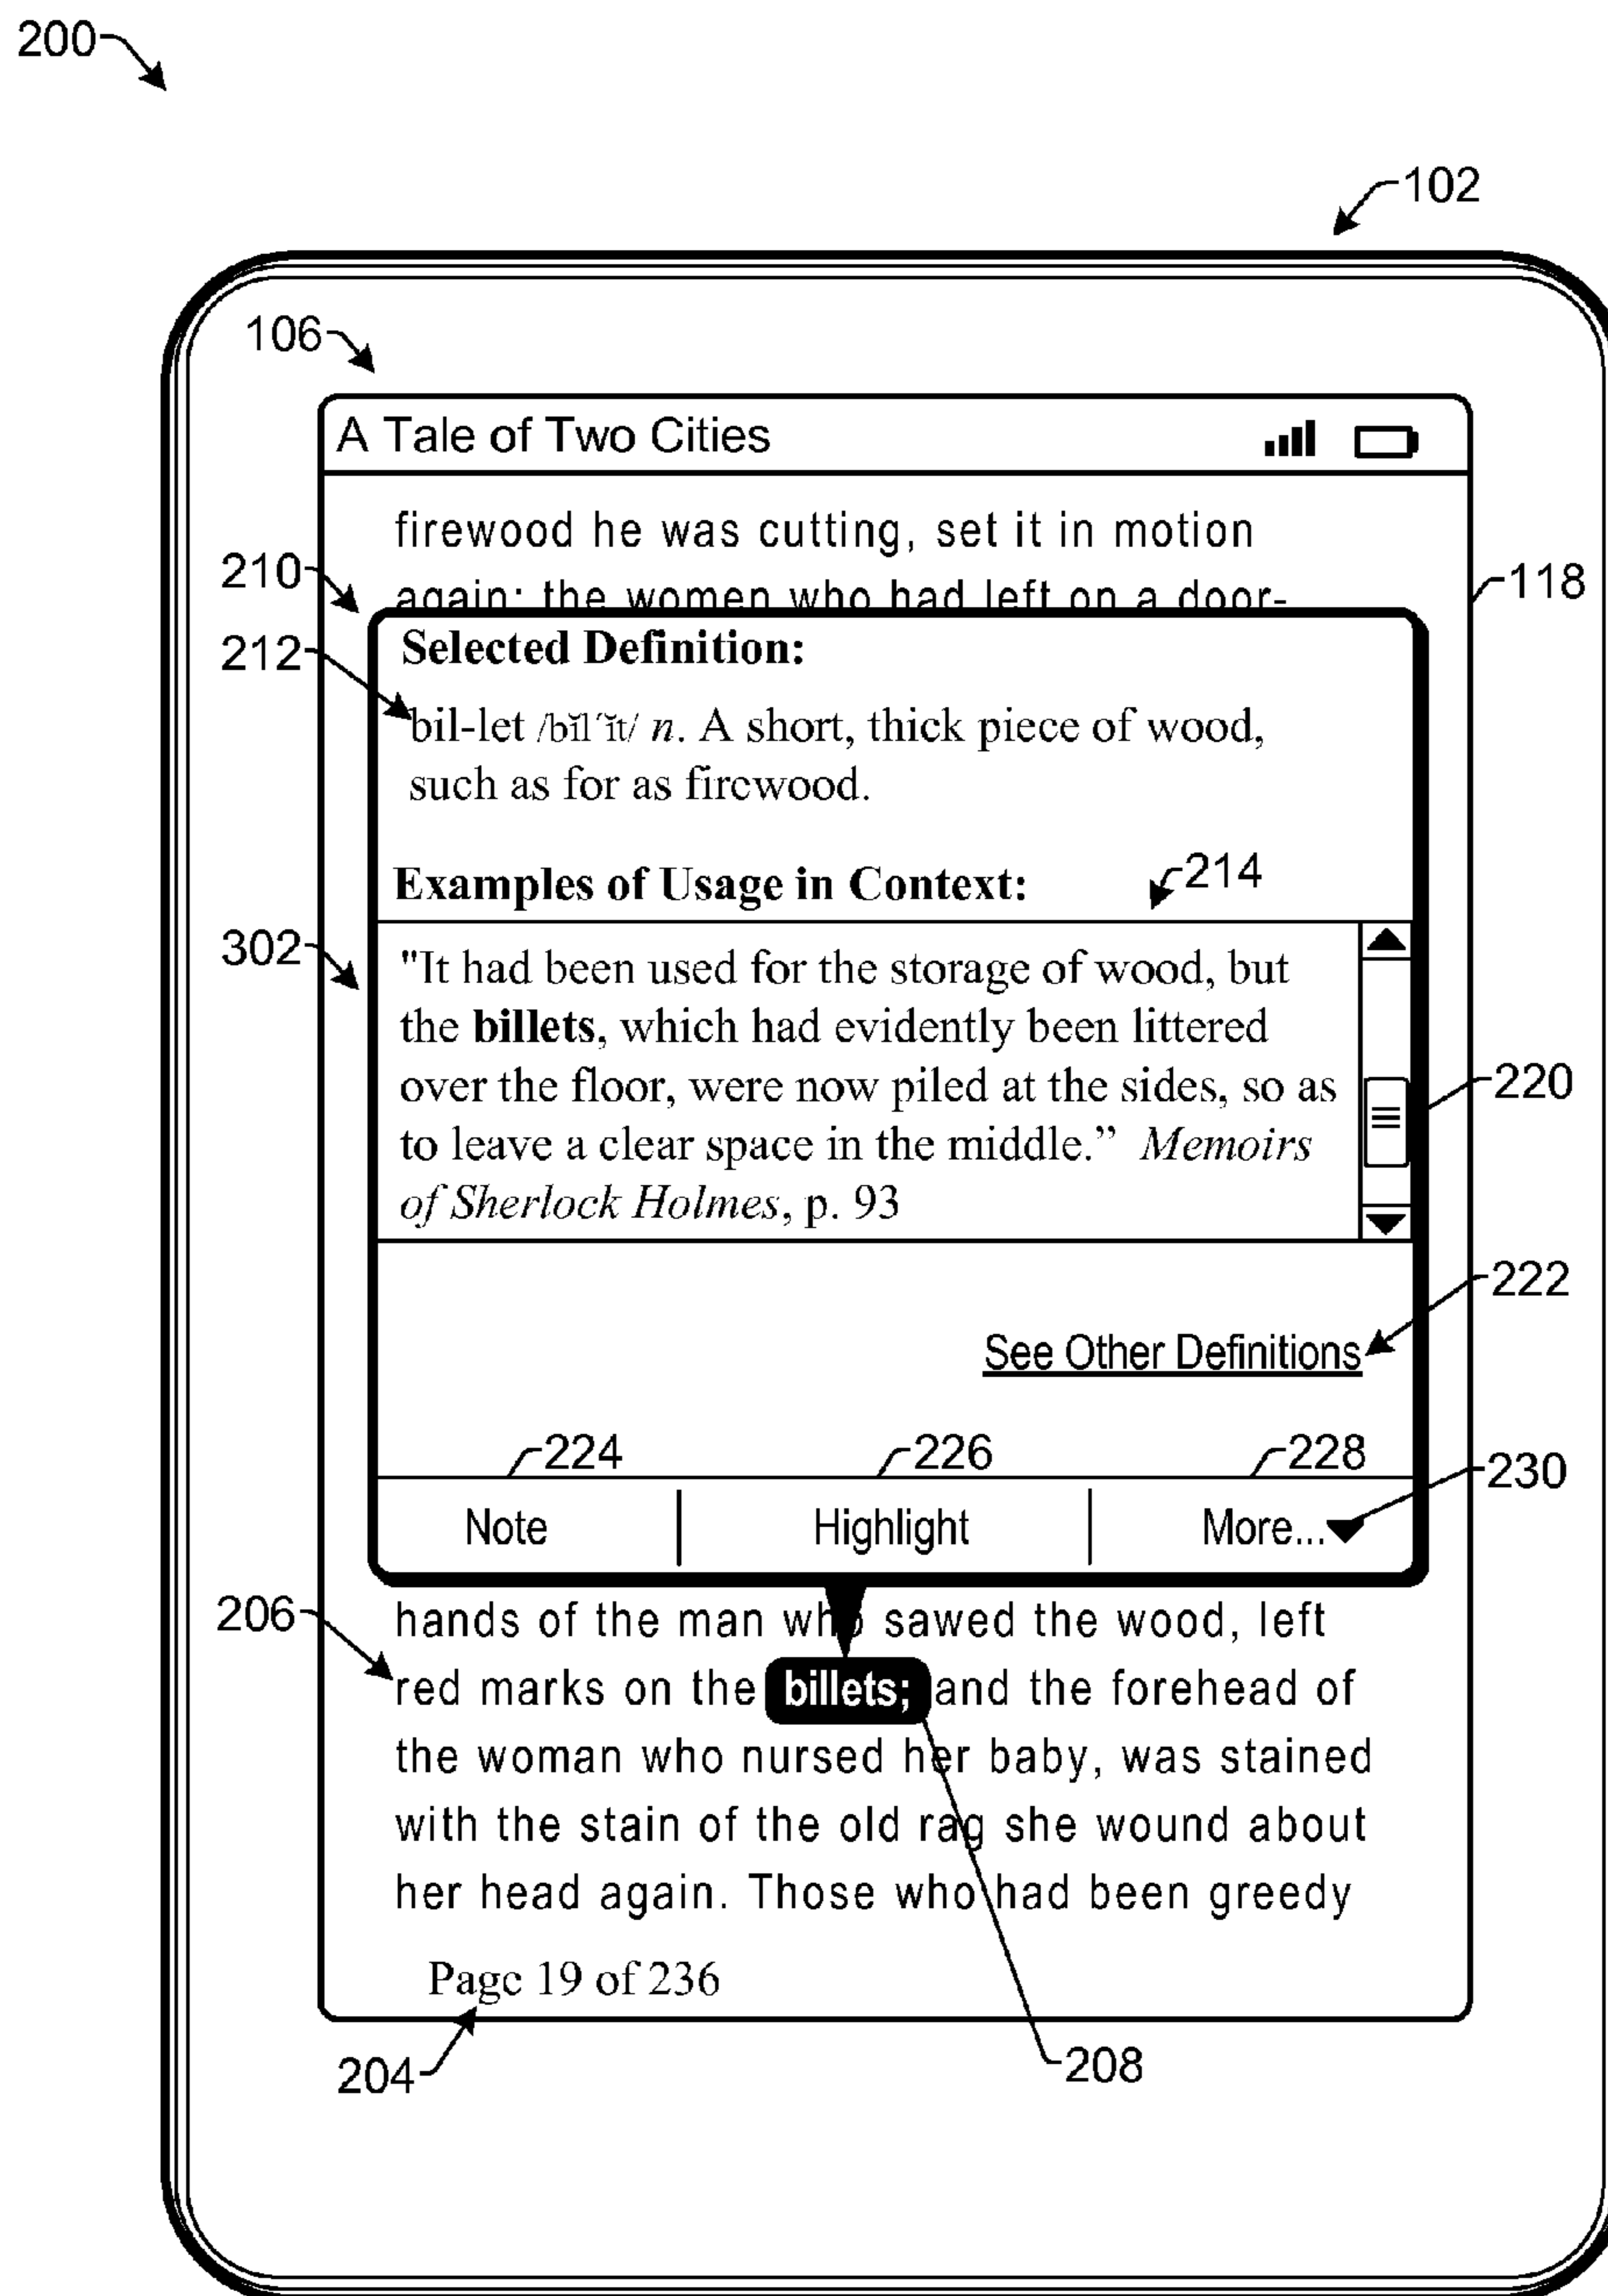 200
102
106
A Tale of Two Cities
firewood he was cutting, set it in motion
210
again; the women who had left on a door-
118
212
Selected Definition:
bil-let /bĭl´ĭt/ n. A short, thick piece of wood,
such as for as firewood.
Examples of Usage in Context:
214
302
"It had been used for the storage of wood, but
the billets, which had evidently been littered
over the floor, were now piled at the sides, so as
220
to leave a clear space in the middle.” Memoirs
of Sherlock Holmes, p. 93
222
See Other Definitions
224
226
228
230
Note
Highlight
More...
206
hands of the man who sawed the wood, left
red marks on the billets; and the forehead of
the woman who nursed her baby, was stained
with the stain of the old rag she wound about
her head again. Those who had been greedy
Page 19 of 236
204
208